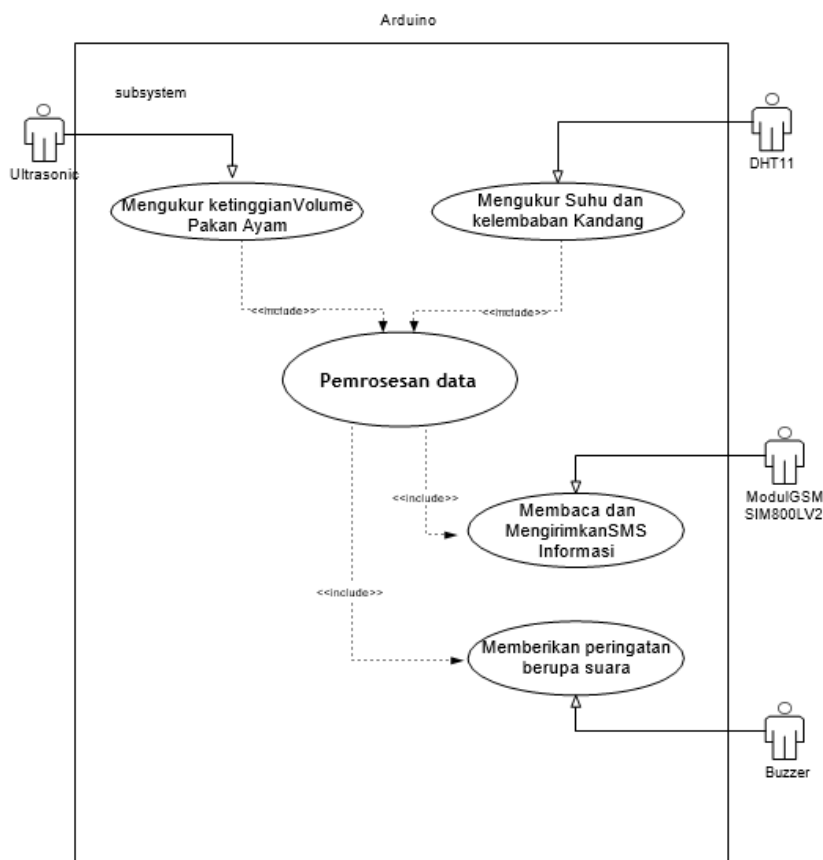 Arduino
subsystem
Ultrasonic
DHT11
Mengukur ketinggianVolume
Pakan Ayam
Mengukur Suhu dan
kelembaban Kandang
<<include>>
<<include>>
Pemrosesan data
<<include>>
ModulGSM
SIM800LV2
Membaca dan
MengirimkanSMS
Informasi
<<include>>
Memberikan peringatan
berupa suara
Buzzer